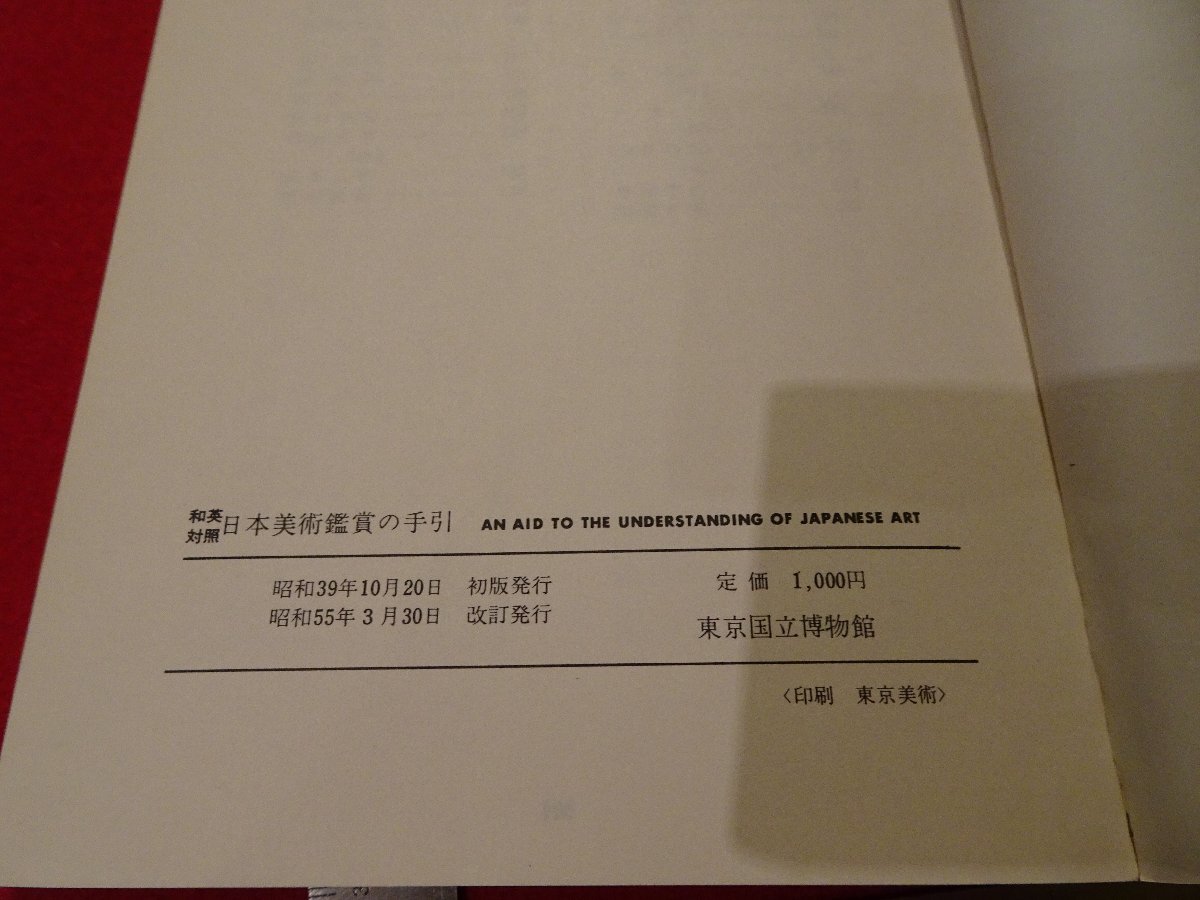 和英対照 日本美術鑑賞の手引 AN AID TO THE UNDERSTANDING OF JAPANESE ART
昭和39年10月20日 初版発行
昭和55年3月30日 改訂発行
定価 1,000円
東京国立博物館
〈印刷 東京美術〉